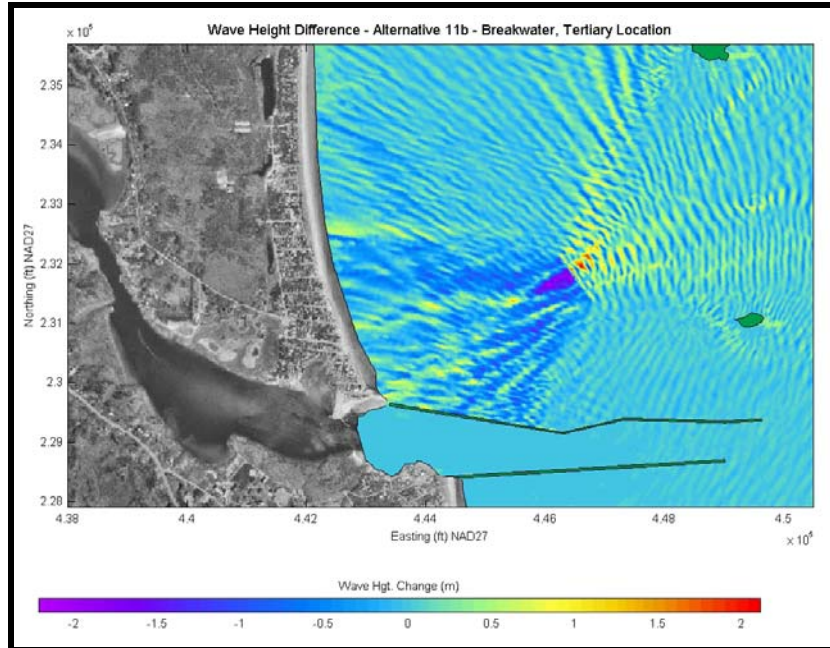 Wave Height Difference - Alternative 11b - Breakwater, Tertiary Location
x 10⁵
2.35
2.34
2.33
2.32
2.31
2.3
2.29
2.28
Northing (ft) NAD27
4.38 4.4 4.42 4.44 4.46 4.48 4.5
x 10⁵
Easting (ft) NAD27
Wave Hgt. Change (m)
-2 -1.5 -1 -0.5 0 0.5 1 1.5 2